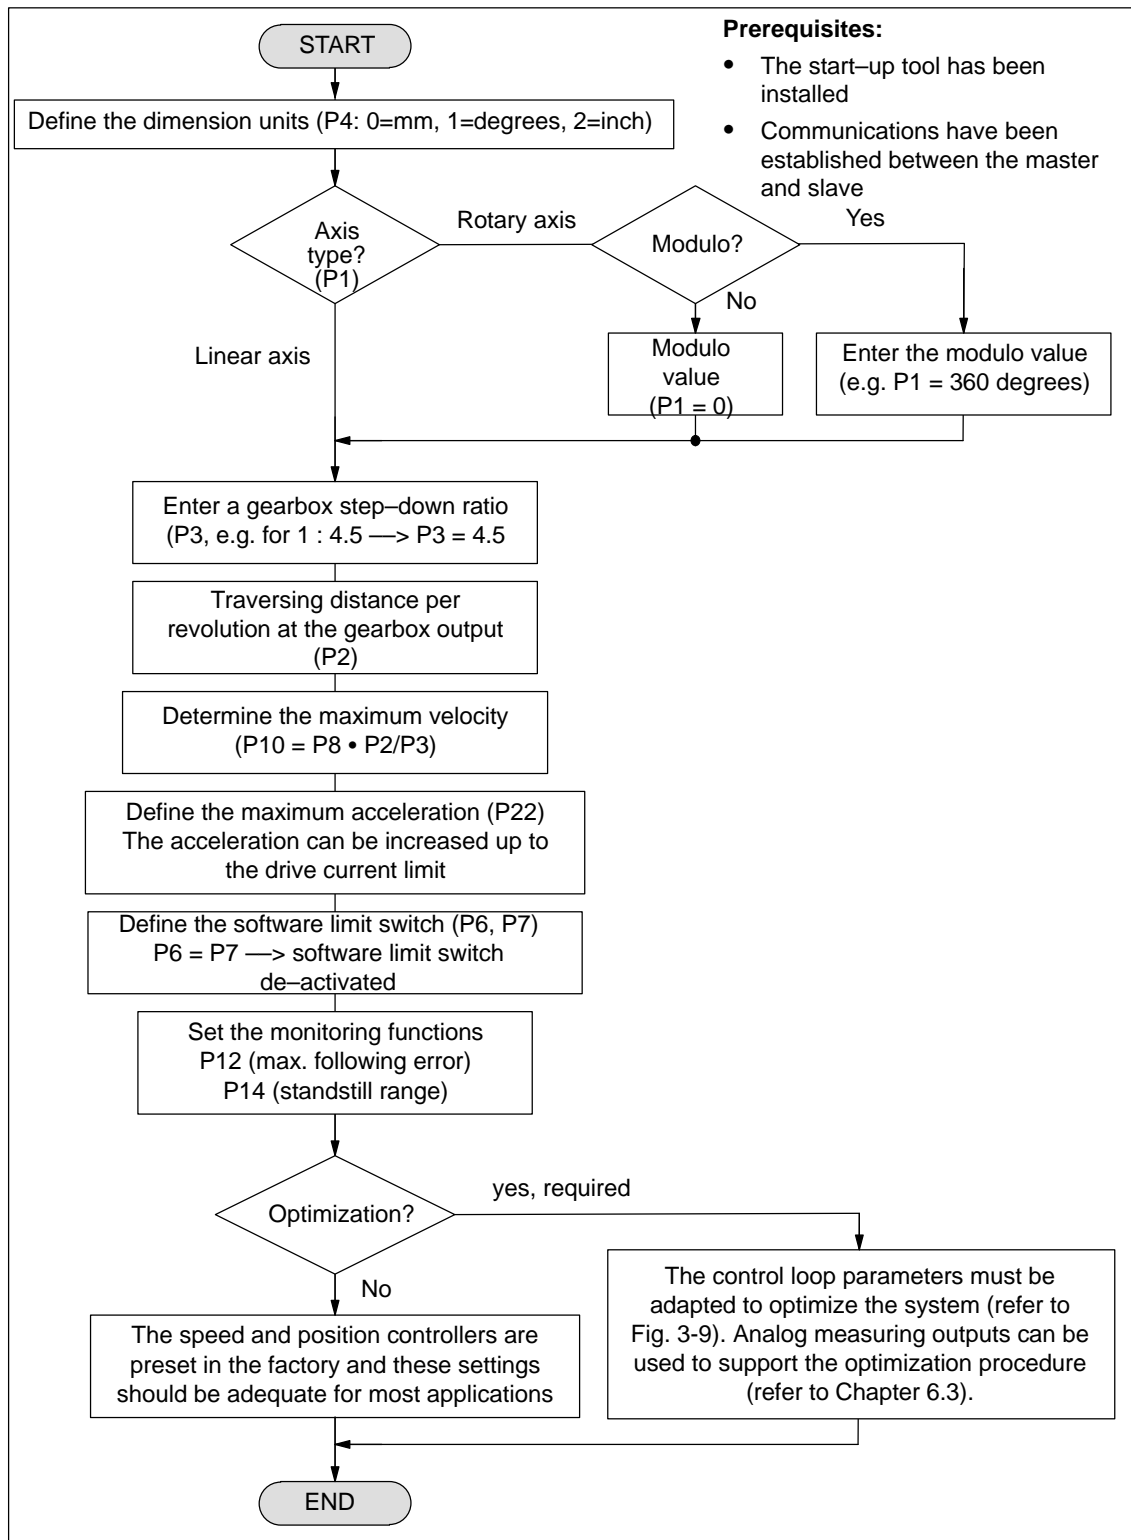 START
Prerequisites:
• The start–up tool has been
installed
• Communications have been
established between the master
and slave
Define the dimension units (P4: 0=mm, 1=degrees, 2=inch)
Axis
type?
(P1)
Rotary axis
Modulo?
Yes
No
Linear axis
Modulo
value
(P1 = 0)
Enter the modulo value
(e.g. P1 = 360 degrees)
Enter a gearbox step–down ratio
(P3, e.g. for 1 : 4.5 —> P3 = 4.5
Traversing distance per
revolution at the gearbox output
(P2)
Determine the maximum velocity
(P10 = P8 • P2/P3)
Define the maximum acceleration (P22)
The acceleration can be increased up to
the drive current limit
Define the software limit switch (P6, P7)
P6 = P7 —> software limit switch
de–activated
Set the monitoring functions
P12 (max. following error)
P14 (standstill range)
Optimization?
yes, required
No
The speed and position controllers are
preset in the factory and these settings
should be adequate for most applications
The control loop parameters must be
adapted to optimize the system (refer to
Fig. 3-9). Analog measuring outputs can be
used to support the optimization procedure
(refer to Chapter 6.3).
END